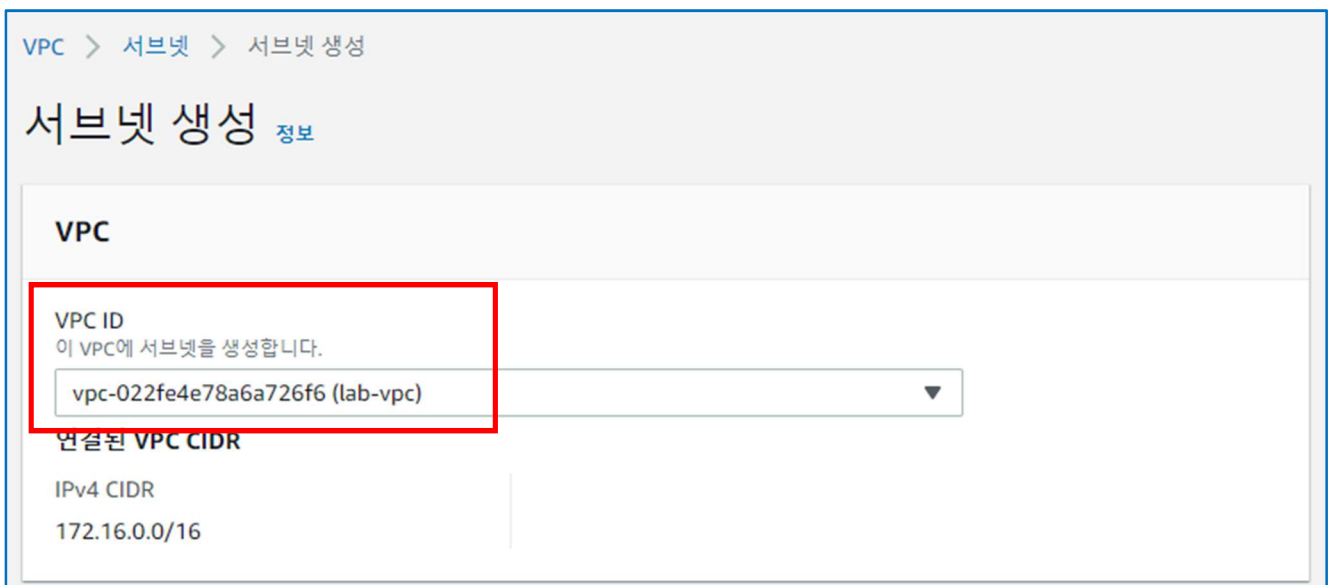 VPC > 서브넷 > 서브넷 생성
서브넷 생성 정보
VPC
VPC ID
이 VPC에 서브넷을 생성합니다.
vpc-022fe4e78a6a726f6 (lab-vpc)
연결된 VPC CIDR
IPv4 CIDR
172.16.0.0/16